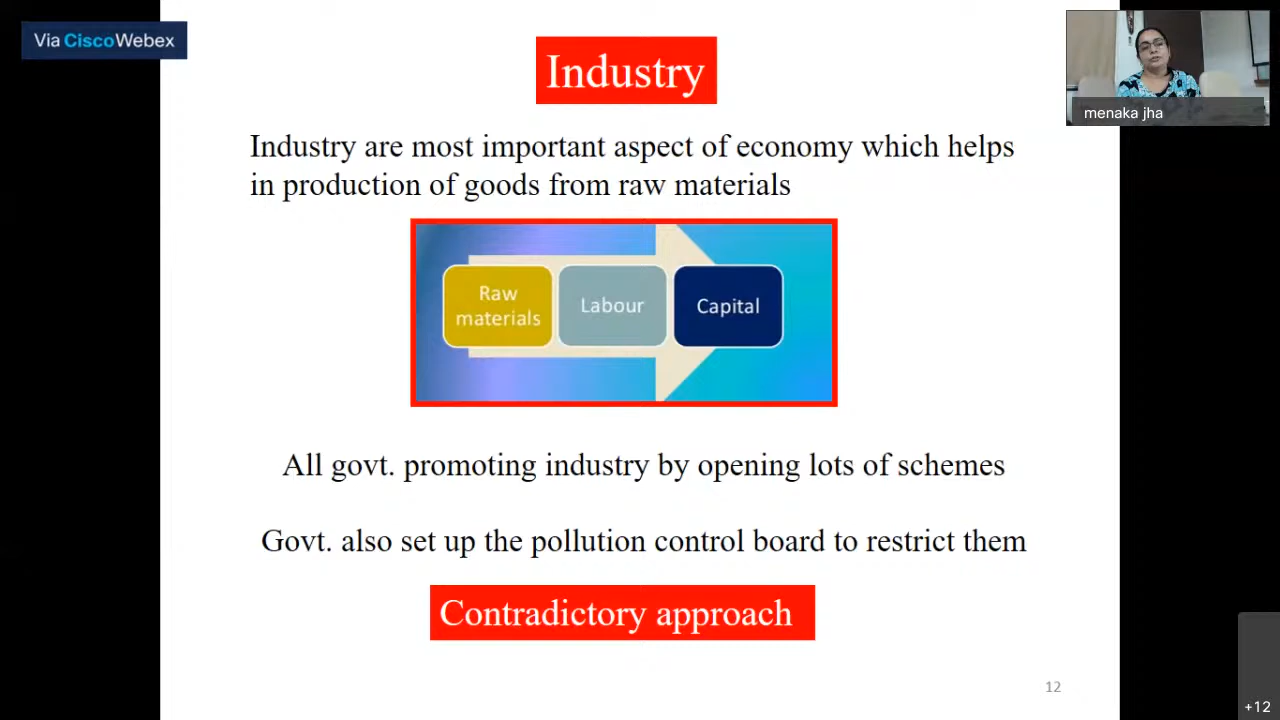 Via CiscoWebex
Industry
menaka jha
Industry are most important aspect of economy which helps
in production of goods from raw materials
Raw
materials
Labour
Capital
All govt. promoting industry by opening lots of schemes
Govt. also set up the pollution control board to restrict them
Contradictory approach
12
+12